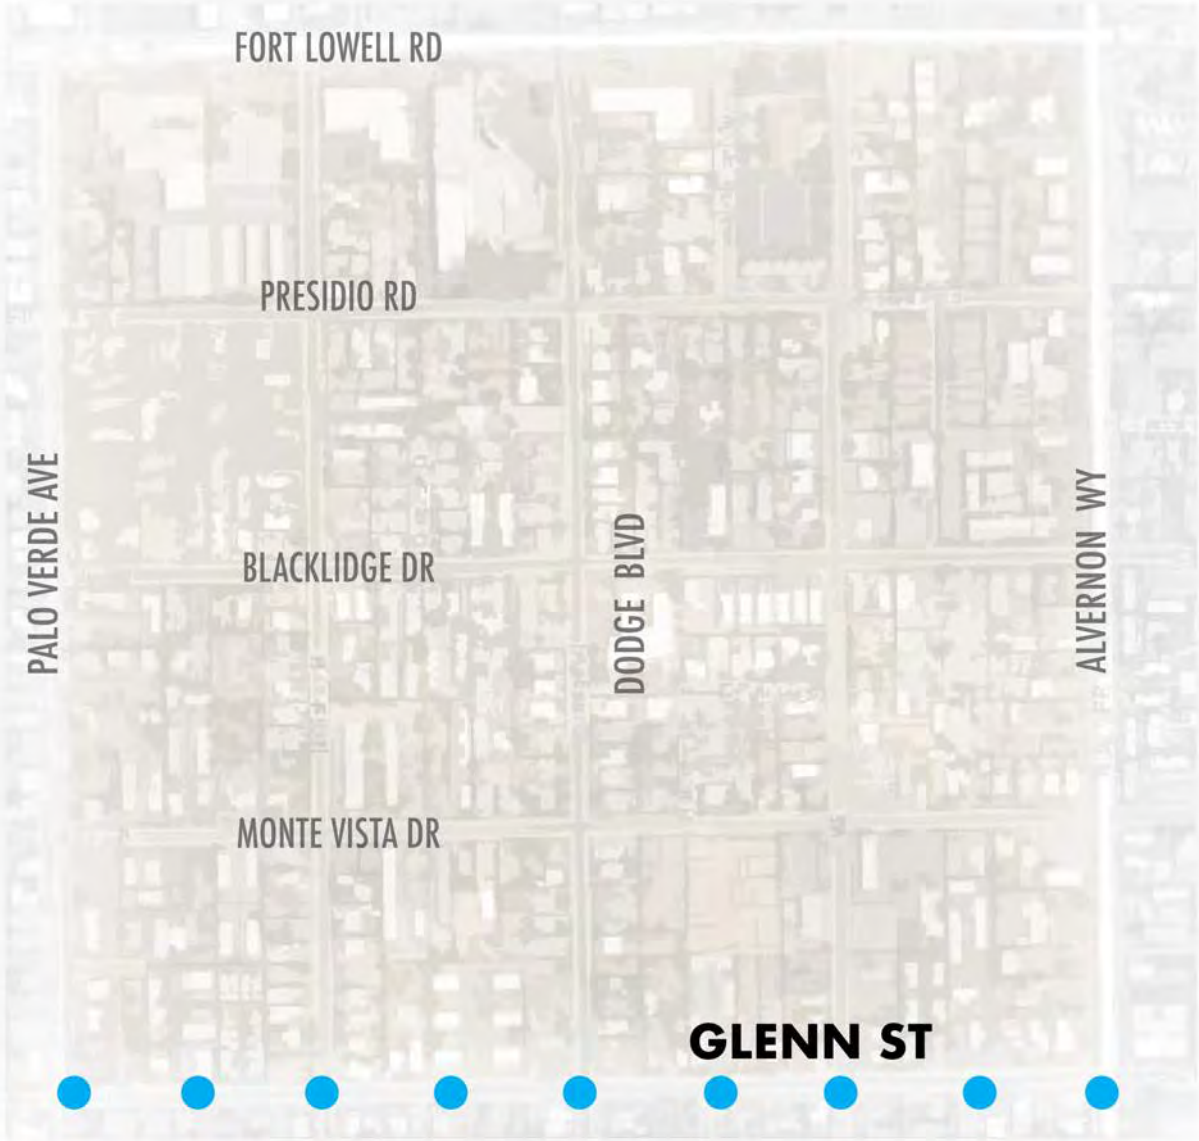 FORT LOWELL RD
PRESIDIO RD
PALO VERDE AVE
BLACKLIDGE DR
DODGE BLVD
ALVERNON WY
MONTE VISTA DR
GLENN ST